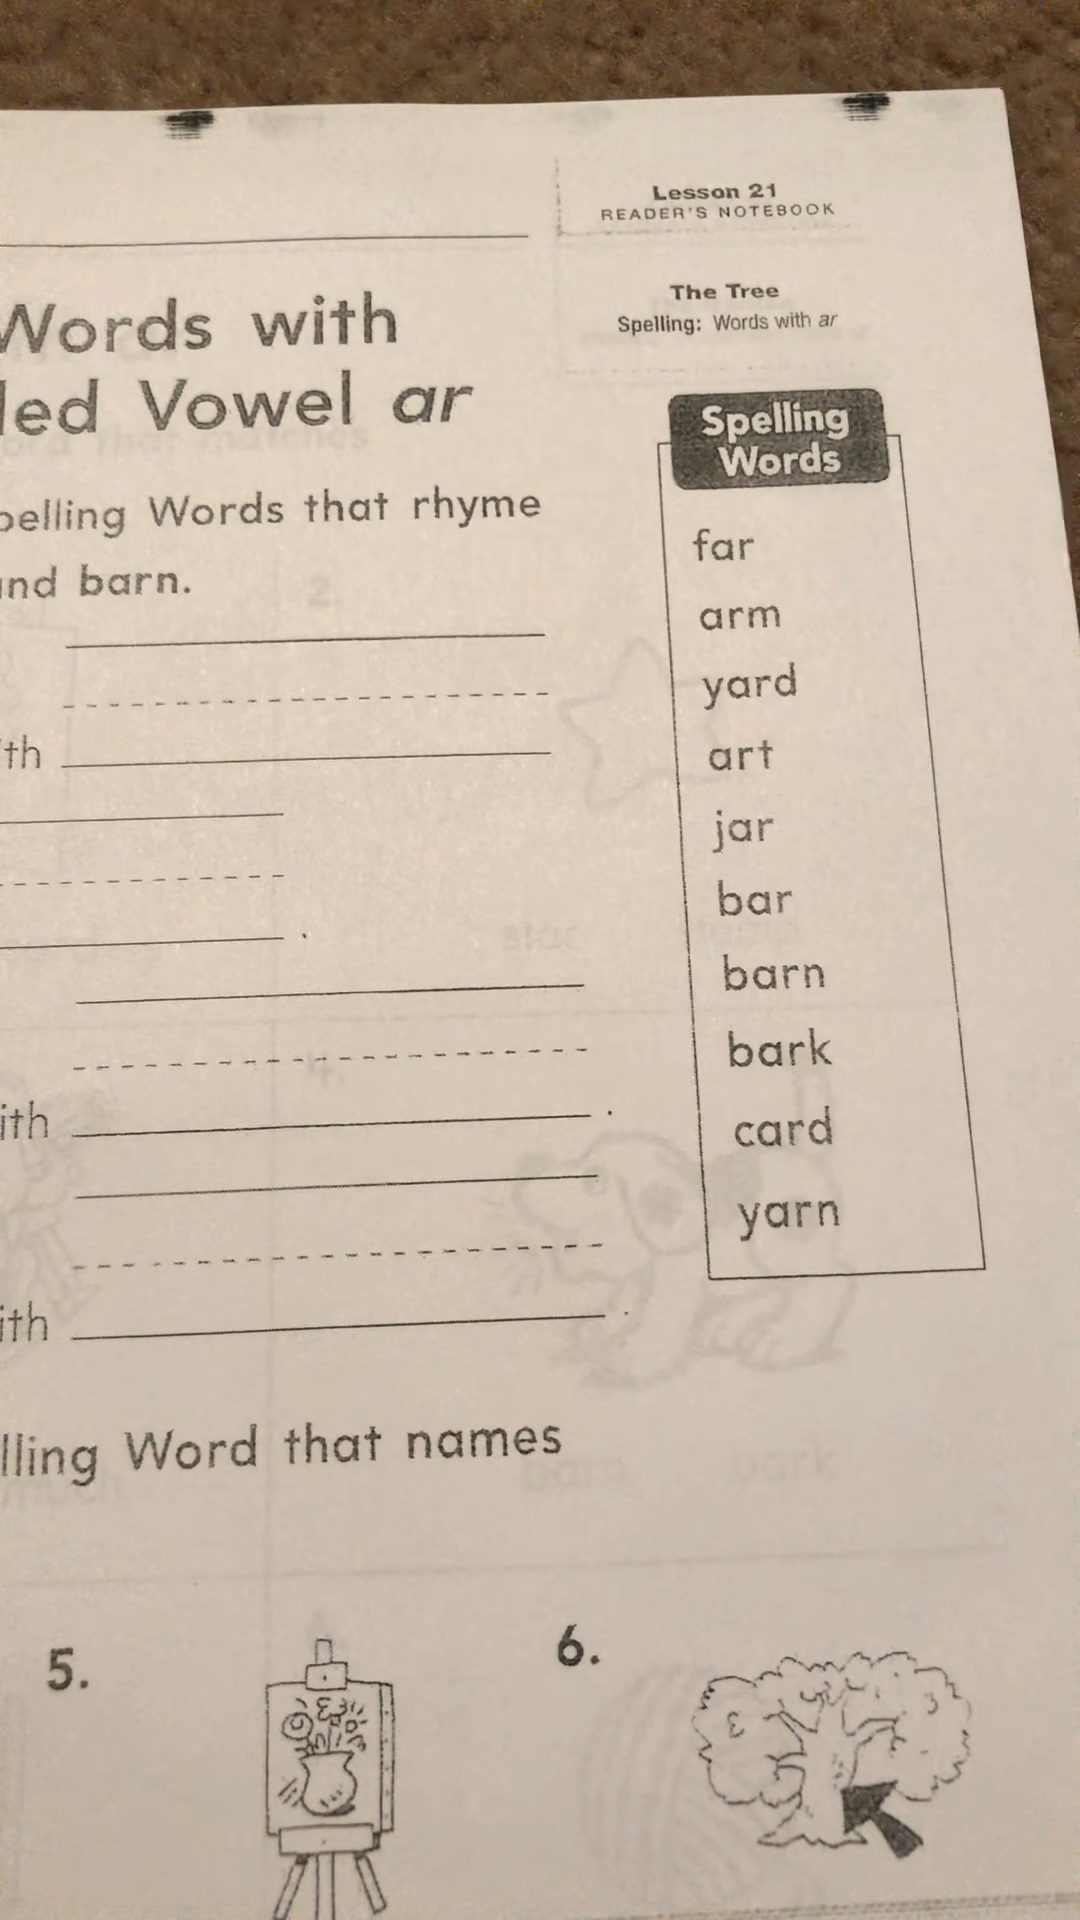 Lesson 21
READER'S NOTEBOOK
The Tree
Spelling: Words with ar
Words with
led Vowel ar
pelling Words that rhyme
and barn.
ith
.
ith .
ith .
Spelling
Words
far
arm
yard
art
jar
bar
barn
bark
card
yarn
lling Word that names
5.
6.